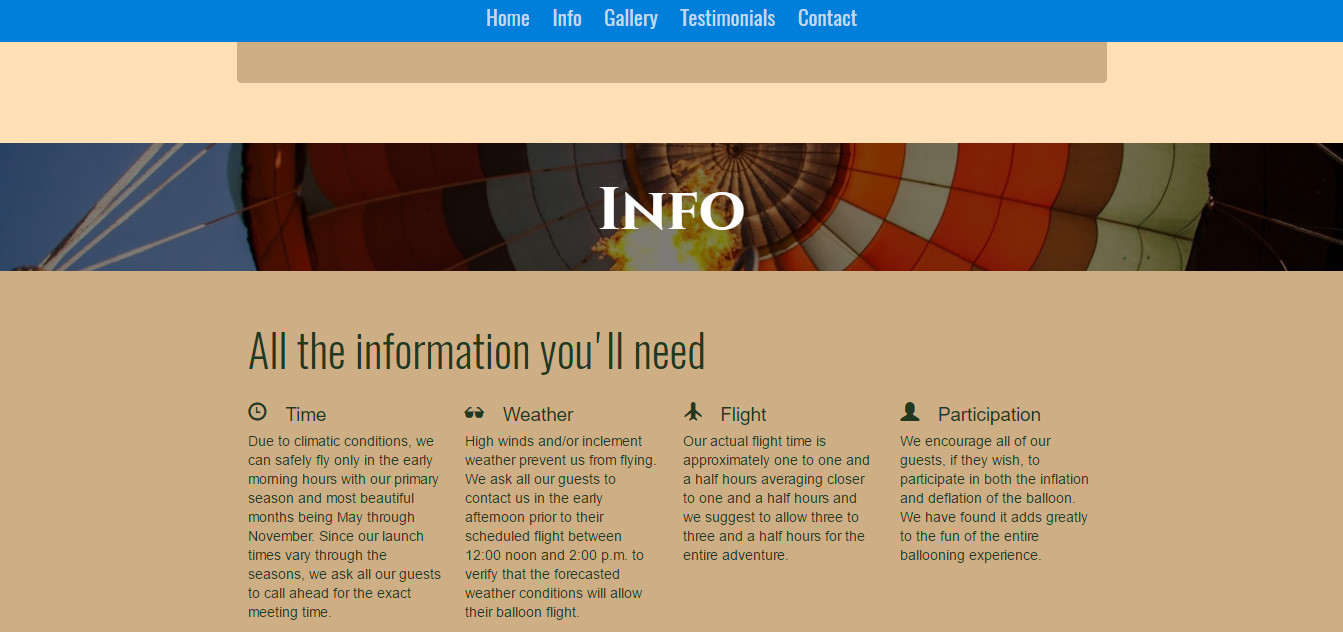 Home Info Gallery Testimonials Contact
Info
All the information you'll need
Time
Due to climatic conditions, we
can safely fly only in the early
morning hours with our primary
season and most beautiful
months being May through
November. Since our launch
times vary through the
seasons, we ask all our guests
to call ahead for the exact
meeting time.
Weather
High winds and/or inclement
weather prevent us from flying.
We ask all our guests to
contact us in the early
afternoon prior to their
scheduled flight between
12:00 noon and 2:00 p.m. to
verify that the forecasted
weather conditions will allow
their balloon flight.
Flight
Our actual flight time is
approximately one to one and
a half hours averaging closer
to one and a half hours and
we suggest to allow three to
three and a half hours for the
entire adventure.
Participation
We encourage all of our
guests, if they wish, to
participate in both the inflation
and deflation of the balloon.
We have found it adds greatly
to the fun of the entire
ballooning experience.